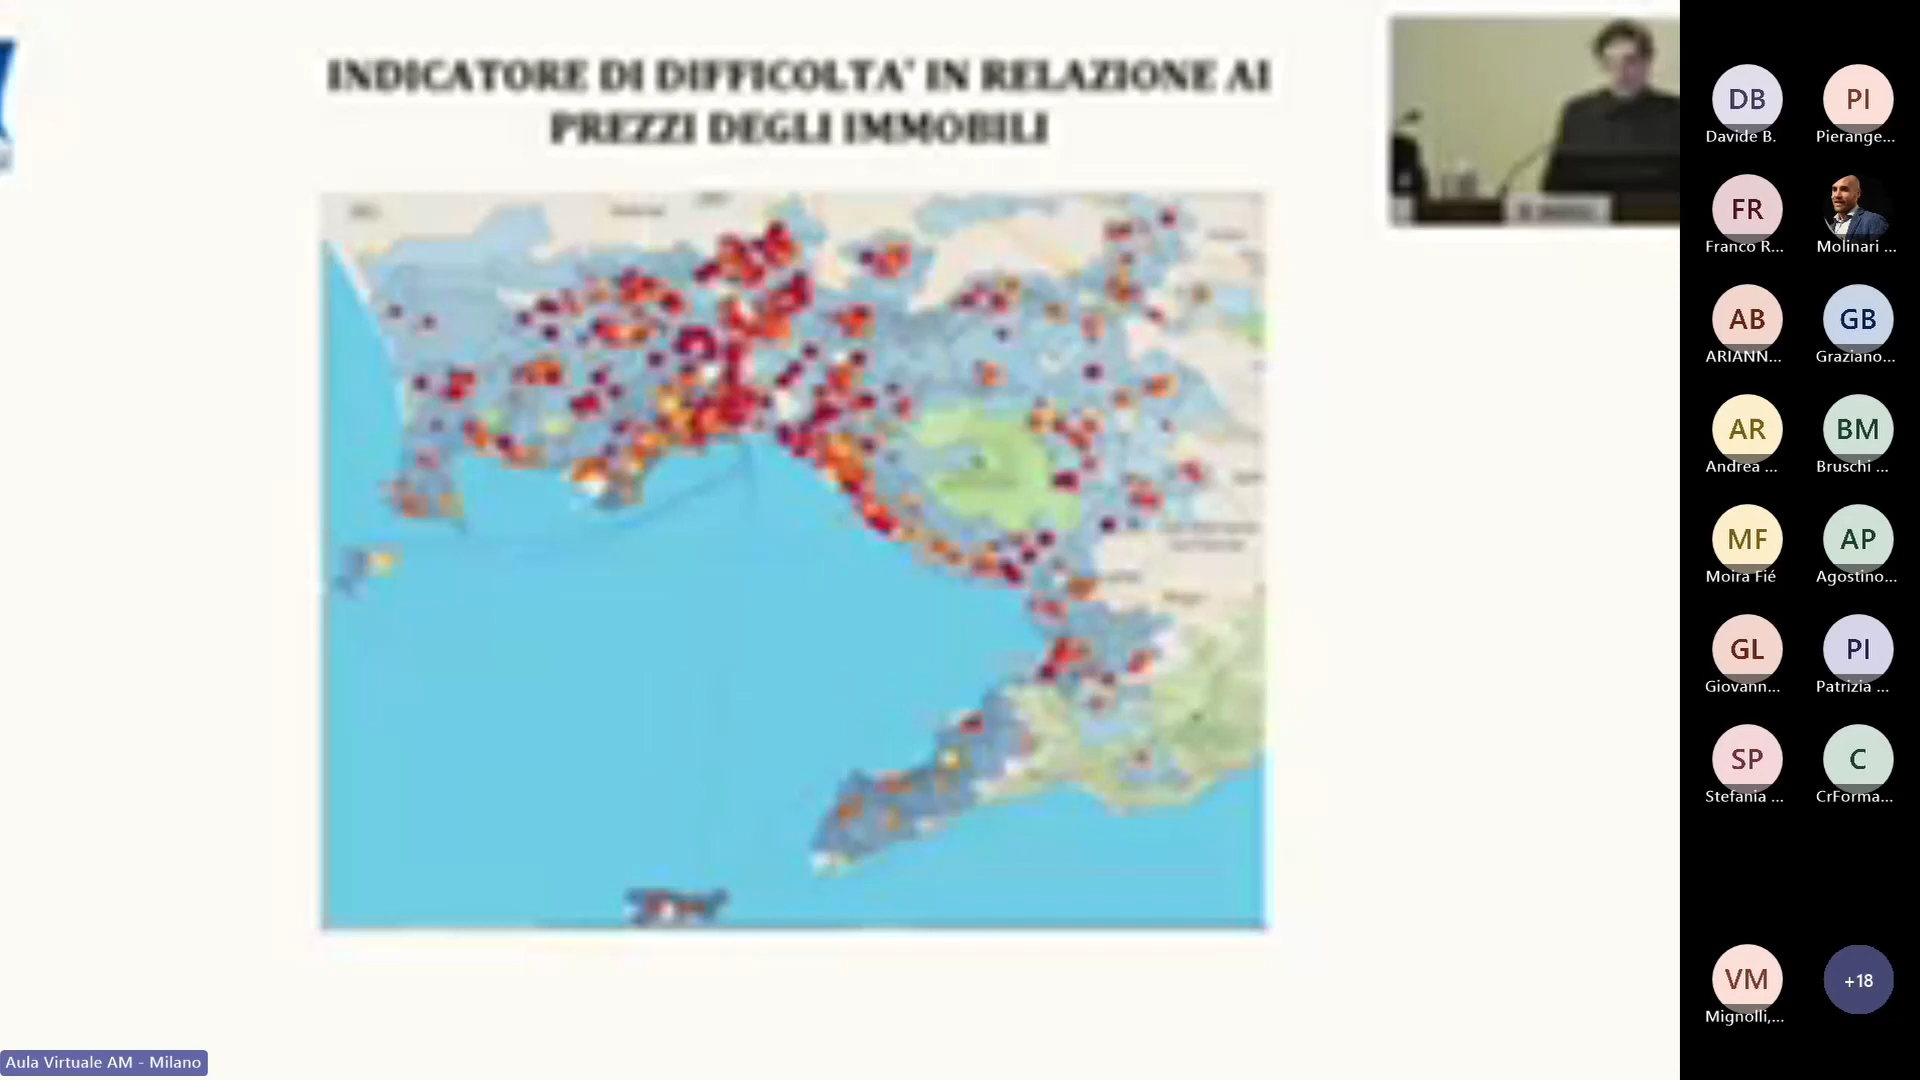 INDICATORE DI DIFFICOLTA' IN RELAZIONE AI
PREZZI DEGLI IMMOBILI
DB
Davide B.
PI
Pierange...
FR
Franco R...
Molinari ...
AB
ARIANN...
GB
Graziano...
AR
Andrea ...
BM
Bruschi ...
MF
Moira Fié
AP
Agostino...
GL
Giovann...
PI
Patrizia ...
SP
Stefania ...
C
CrForma...
VM
Mignolli,...
+18
Aula Virtuale AM - Milano